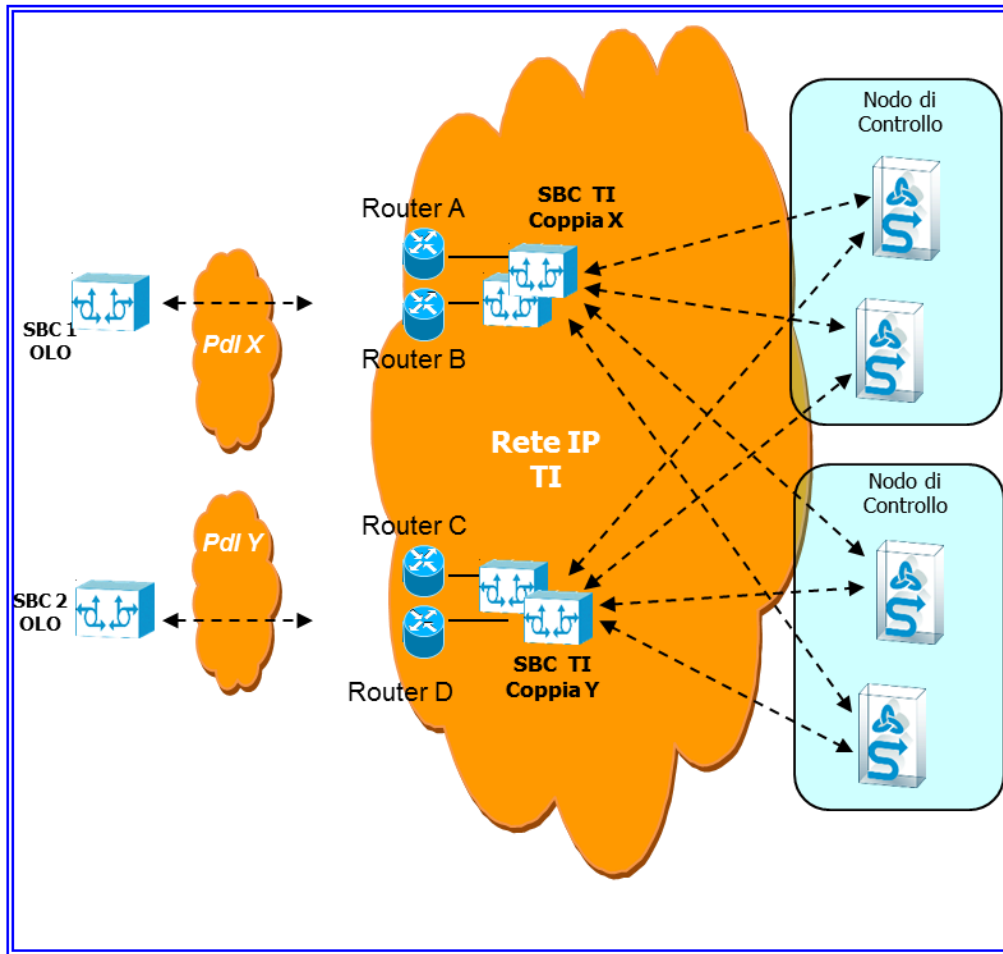 Nodo di
Controllo
SBC TI
Coppia X
Router A
SBC 1
OLO
PdI X
Router B
Rete IP
TI
Nodo di
Controllo
Router C
PdI Y
SBC 2
OLO
SBC TI
Coppia Y
Router D